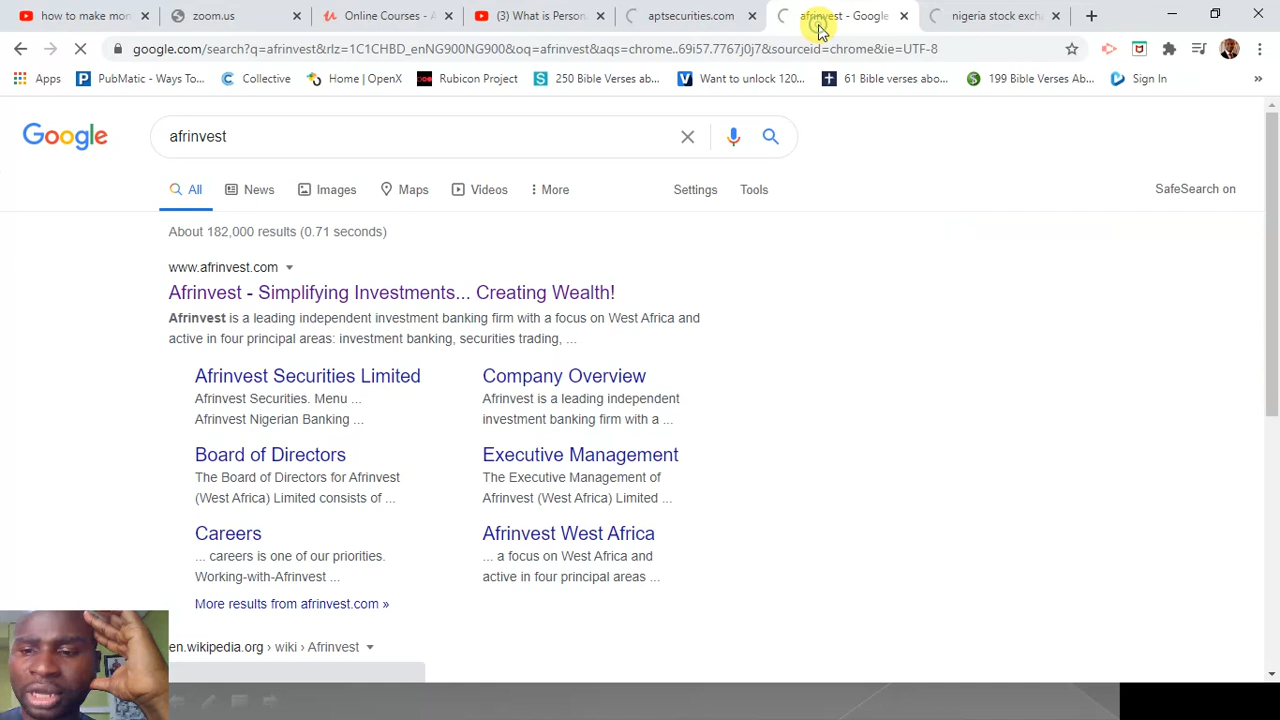 how to make mon
zoom.us
Online Courses - A
(3) What is Person
aptsecurities.com
afrinvest - Google
nigeria stock exch
google.com/search?q=afrinvest&rlz=1C1CHBD_enNG900NG900&oq=afrinvest&aqs=chrome..69i57.7767j0j7&sourceid=chrome&ie=UTF-8
Apps
PubMatic - Ways To...
Collective
Home | OpenX
Rubicon Project
250 Bible Verses ab...
Want to unlock 120...
61 Bible verses abo...
199 Bible Verses Ab...
Sign In
Google
afrinvest
All
News
Images
Maps
Videos
More
Settings
Tools
SafeSearch on
About 182,000 results (0.71 seconds)
www.afrinvest.com
Afrinvest - Simplifying Investments... Creating Wealth!
Afrinvest is a leading independent investment banking firm with a focus on West Africa and
active in four principal areas: investment banking, securities trading, ...
Afrinvest Securities Limited
Afrinvest Securities. Menu ...
Afrinvest Nigerian Banking ...
Company Overview
Afrinvest is a leading independent
investment banking firm with a ...
Board of Directors
The Board of Directors for Afrinvest
(West Africa) Limited consists of ...
Executive Management
The Executive Management of
Afrinvest (West Africa) Limited ...
Careers
... careers is one of our priorities.
Working-with-Afrinvest ...
Afrinvest West Africa
... a focus on West Africa and
active in four principal areas ...
More results from afrinvest.com »
en.wikipedia.org › wiki › Afrinvest